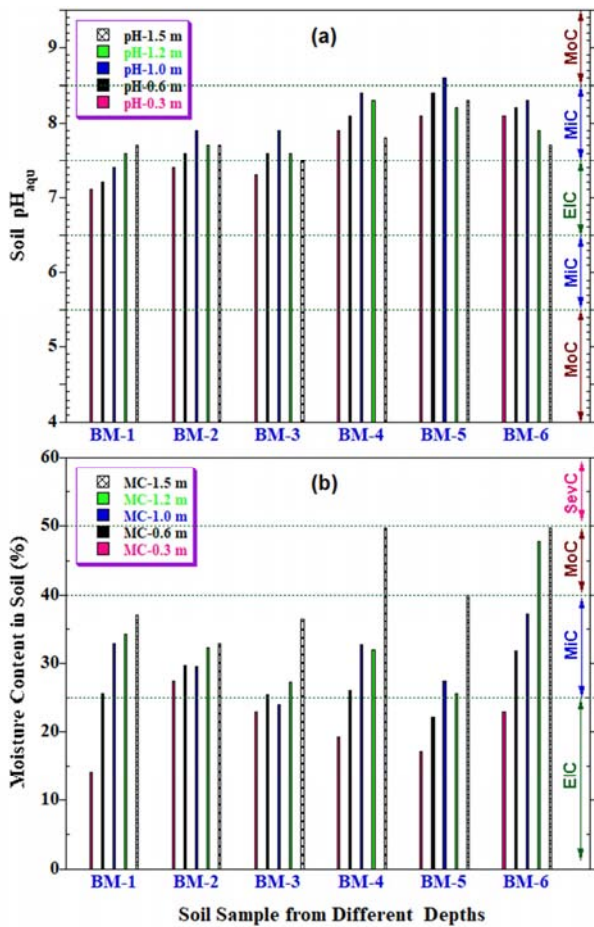 (a)
pH-1.5 m
pH-1.2 m
pH-1.0 m
pH-0.6 m
pH-0.3 m
9
8
7
6
5
4
Soil pHaqu
MoC
MiC
ElC
MiC
MoC
BM-1 BM-2 BM-3 BM-4 BM-5 BM-6
(b)
MC-1.5 m
MC-1.2 m
MC-1.0 m
MC-0.6 m
MC-0.3 m
60
50
40
30
20
10
0
Moisture Content in Soil (%)
SevC
MoC
MiC
ElC
BM-1 BM-2 BM-3 BM-4 BM-5 BM-6
Soil Sample from Different Depths